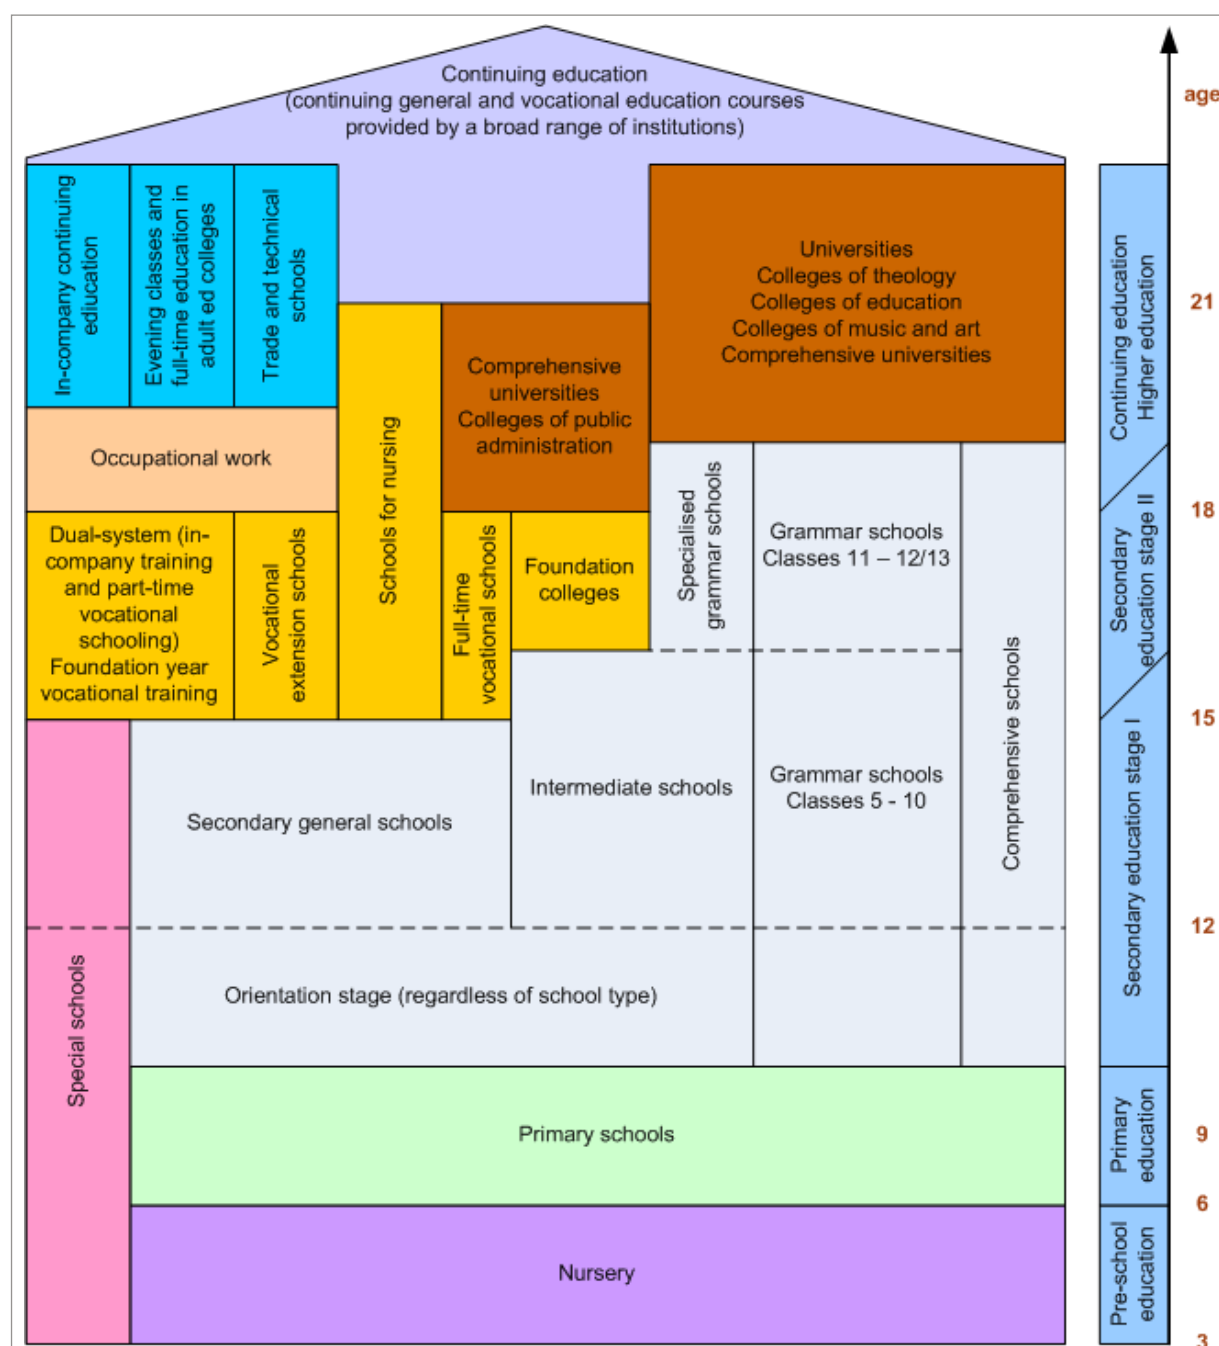 Continuing education
(continuing general and vocational education courses
provided by a broad range of institutions)
age
In-company continuing
ediucation
Evening classes and
full-time education in
adult ed colleges
Trade and technical
schools
Universities
Colleges of theology
Colleges of education
Colleges of music and art
Comprehensive universities
Continuing education
Higher education
21
Comprehensive
universities
Colleges of public
administration
Occupational work
Schools for nursing
18
Dual-system (in-
company training
and part-time
vocational
schooling)
Foundation year
vocational training
Vocational
extension schools
Full-time
vocational schools
Foundation
colleges
Specialised
grammar schools
Grammar schools
Classes 11 – 12/13
Secondary
education stage II
15
Secondary general schools
Intermediate schools
Grammar schools
Classes 5 - 10
Comprehensive schools
Secondary education stage I
12
Special schools
Orientation stage (regardless of school type)
Primary schools
Primary
education
9
6
Nursery
Pre-school
education
3